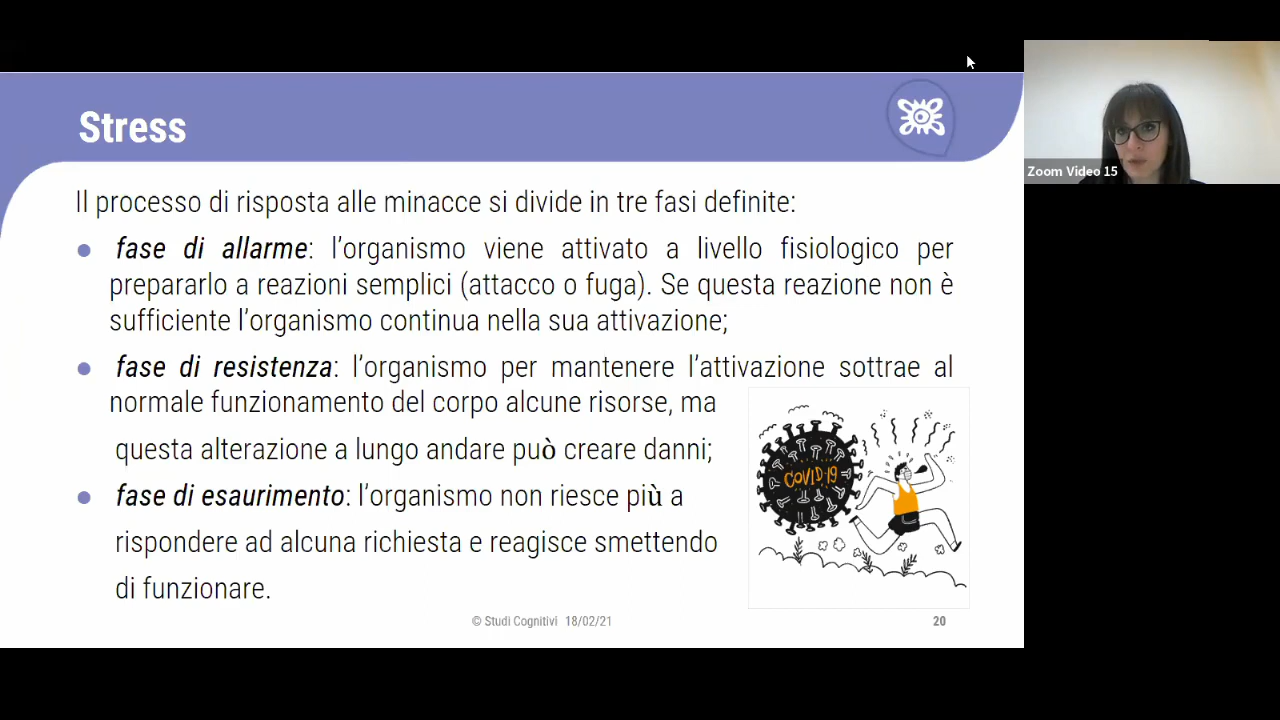 Stress
Il processo di risposta alle minacce si divide in tre fasi definite:
fase di allarme: l’organismo viene attivato a livello fisiologico per
prepararlo a reazioni semplici (attacco o fuga). Se questa reazione non è
sufficiente l’organismo continua nella sua attivazione;
fase di resistenza: l’organismo per mantenere l’attivazione sottrae al
normale funzionamento del corpo alcune risorse, ma
questa alterazione a lungo andare può creare danni;
fase di esaurimento: l’organismo non riesce più a
rispondere ad alcuna richiesta e reagisce smettendo
di funzionare.
COVID-19
© Studi Cognitivi 18/02/21
20
Zoom Video 15